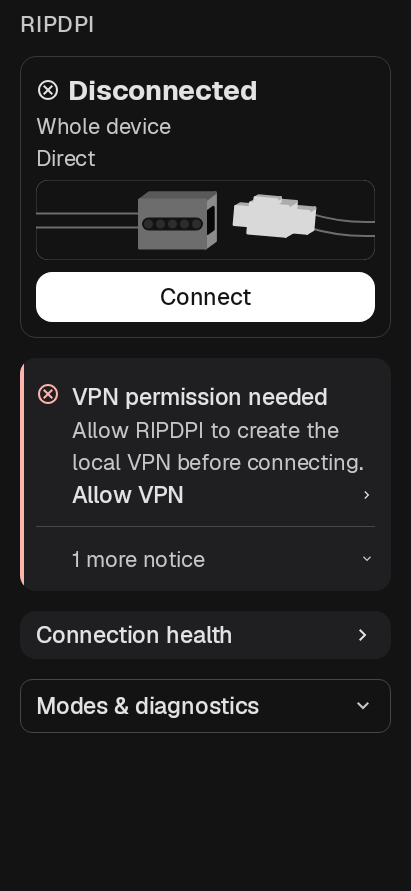 RIPDPI
Disconnected
Whole device
Direct
Connect
VPN permission needed
Allow RIPDPI to create the
local VPN before connecting.
Allow VPN
1 more notice
Connection health
Modes & diagnostics